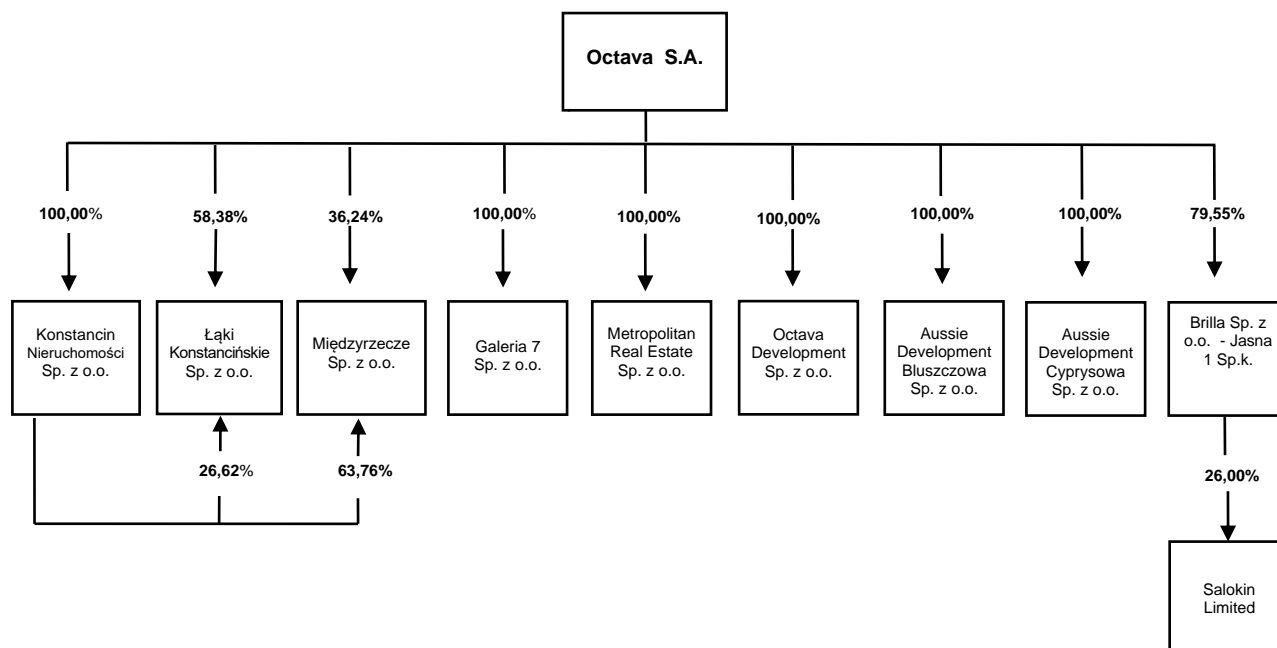 Octava S.A.
100,00%
58,38%
36,24%
100,00%
100,00%
100,00%
100,00%
100,00%
79,55%
Konstancin
Nieruchomości
Sp. z o.o.
Łąki
Konstancińskie
Sp. z o.o.
Międzyrzecze
Sp. z o.o.
Galeria 7
Sp. z o.o.
Metropolitan
Real Estate
Sp. z o.o.
Octava
Development
Sp. z o.o.
Aussie
Development
Bluszczowa
Sp. z o.o.
Aussie
Development
Cyprysowa
Sp. z o.o.
Brilla Sp. z
o.o. - Jasna
1 Sp.k.
26,62%
63,76%
26,00%
Salokin
Limited